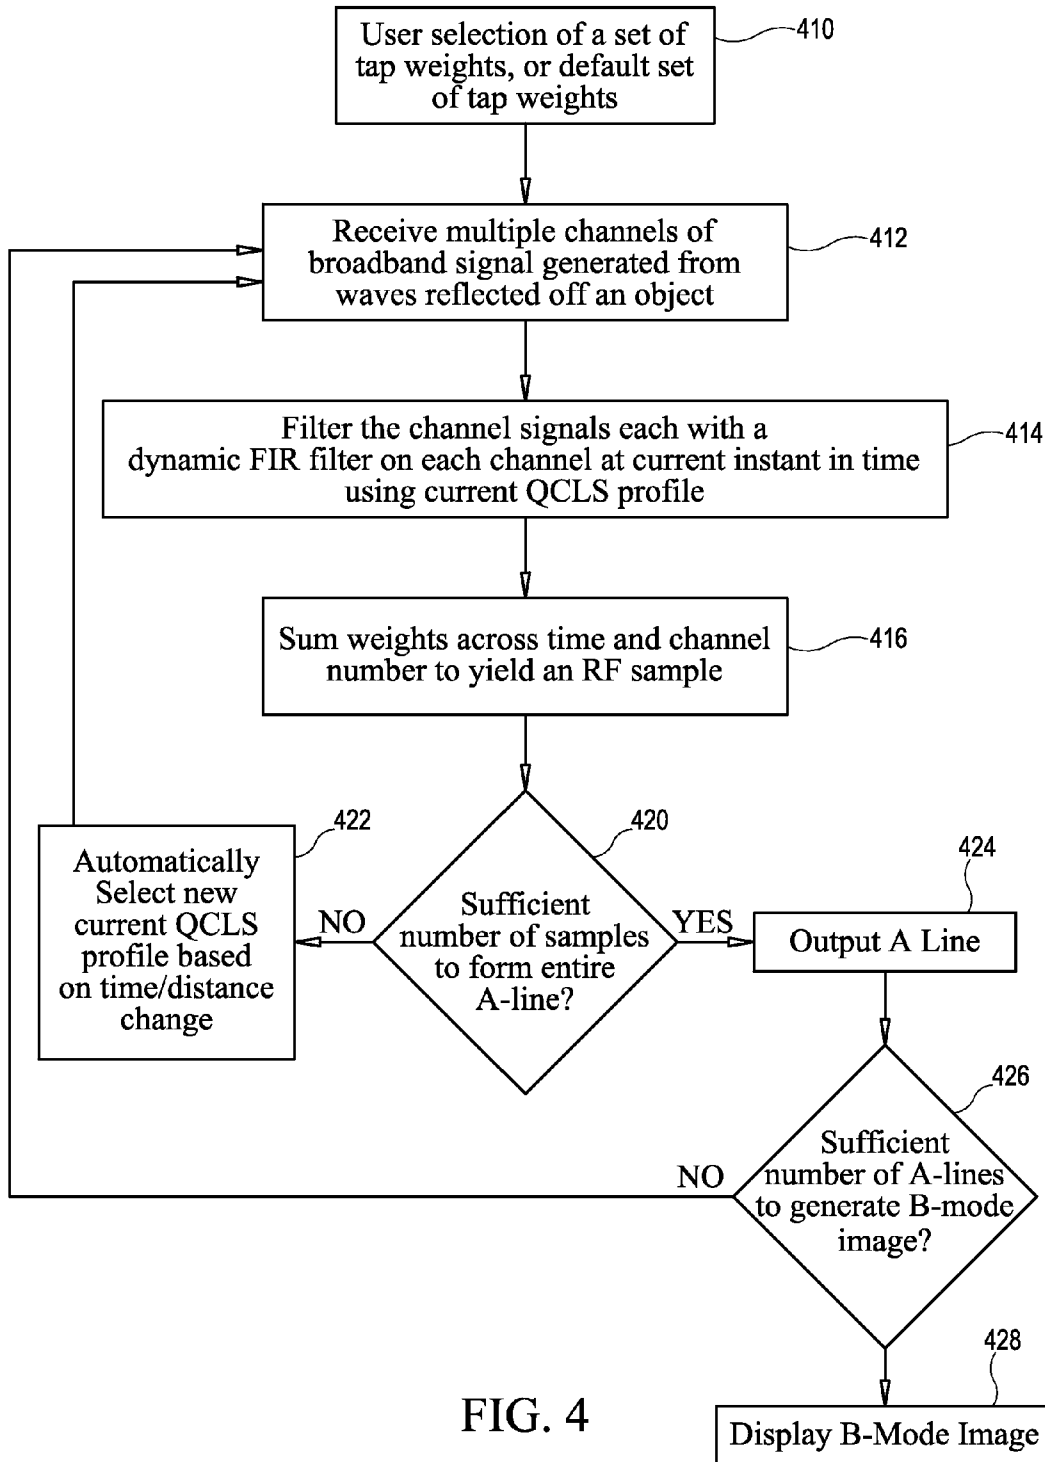 User selection of a set of
tap weights, or default set
of tap weights
410
Receive multiple channels of
broadband signal generated from
waves reflected off an object
412
Filter the channel signals each with a
dynamic FIR filter on each channel at current instant in time
using current QCLS profile
414
Sum weights across time and channel
number to yield an RF sample
416
420
Sufficient
number of samples
to form entire
A-line?
NO
YES
422
Automatically
Select new
current QCLS
profile based
on time/distance
change
424
Output A Line
426
Sufficient
number of A-lines
to generate B-mode
image?
NO
428
Display B-Mode Image
FIG. 4